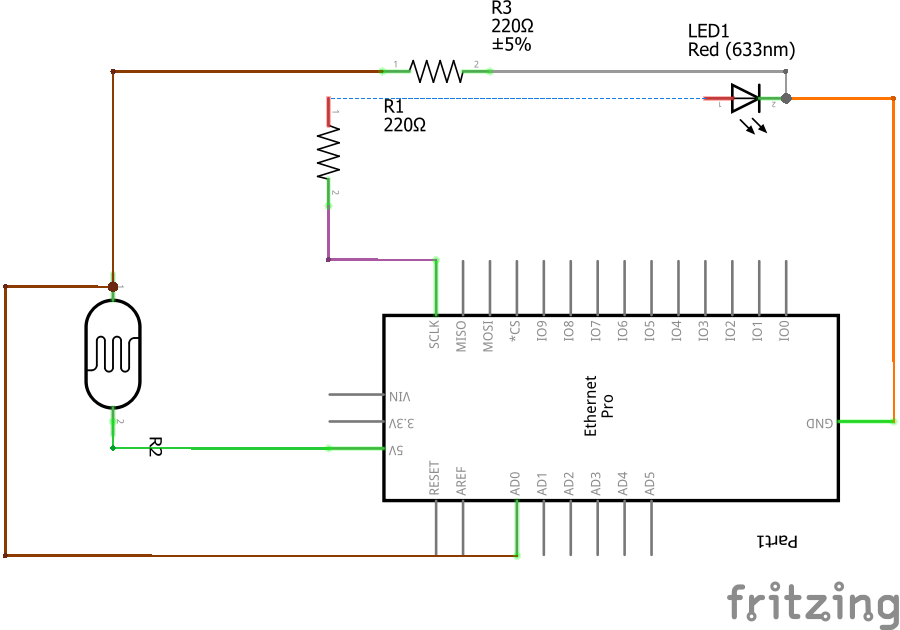 R3
220Ω
±5%
LED1
Red (633nm)
1
2
R1
220Ω
1
2
1
2
1
2
R2
SCLK
MISO
MOSI
*CS
IO9
IO8
IO7
IO6
IO5
IO4
IO3
IO2
IO1
IO0
VIN
3.3V
5V
Ethernet
Pro
GND
RESET
AREF
AD0
AD1
AD2
AD3
AD4
AD5
Part1
fritzing